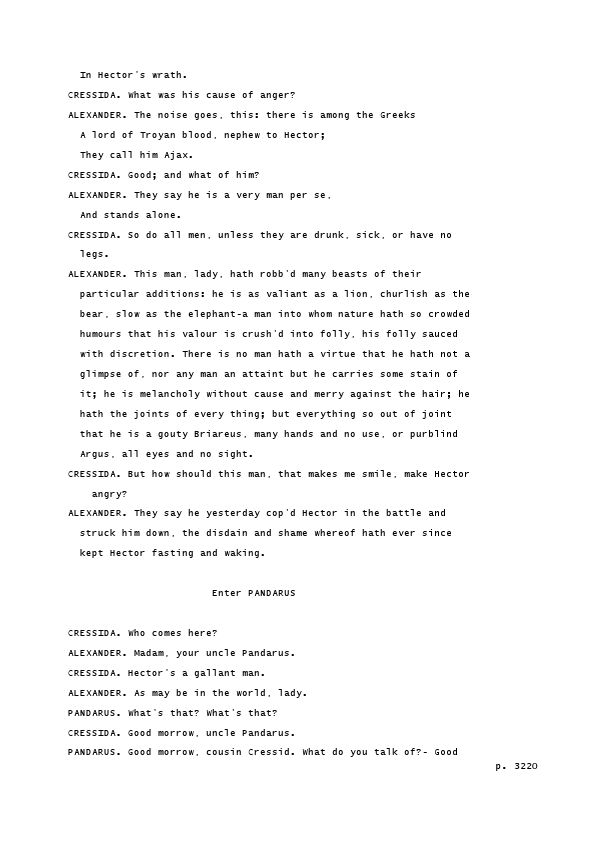 In Hector's wrath.
CRESSIDA. What was his cause of anger?
ALEXANDER. The noise goes, this: there is among the Greeks
A lord of Troyan blood, nephew to Hector;
They call him Ajax.
CRESSIDA. Good; and what of him?
ALEXANDER. They say he is a very man per se,
And stands alone.
CRESSIDA. So do all men, unless they are drunk, sick, or have no
legs.
ALEXANDER. This man, lady, hath robb'd many beasts of their
particular additions: he is as valiant as a lion, churlish as the
bear, slow as the elephant-a man into whom nature hath so crowded
humours that his valour is crush'd into folly, his folly sauced
with discretion. There is no man hath a virtue that he hath not a
glimpse of, nor any man an attaint but he carries some stain of
it; he is melancholy without cause and merry against the hair; he
hath the joints of every thing; but everything so out of joint
that he is a gouty Briareus, many hands and no use, or purblind
Argus, all eyes and no sight.
CRESSIDA. But how should this man, that makes me smile, make Hector
angry?
ALEXANDER. They say he yesterday cop'd Hector in the battle and
struck him down, the disdain and shame whereof hath ever since
kept Hector fasting and waking.
Enter PANDARUS
CRESSIDA. Who comes here?
ALEXANDER. Madam, your uncle Pandarus.
CRESSIDA. Hector's a gallant man.
ALEXANDER. As may be in the world, lady.
PANDARUS. What's that? What's that?
CRESSIDA. Good morrow, uncle Pandarus.
PANDARUS. Good morrow, cousin Cressid. What do you talk of?- Good
p. 3220